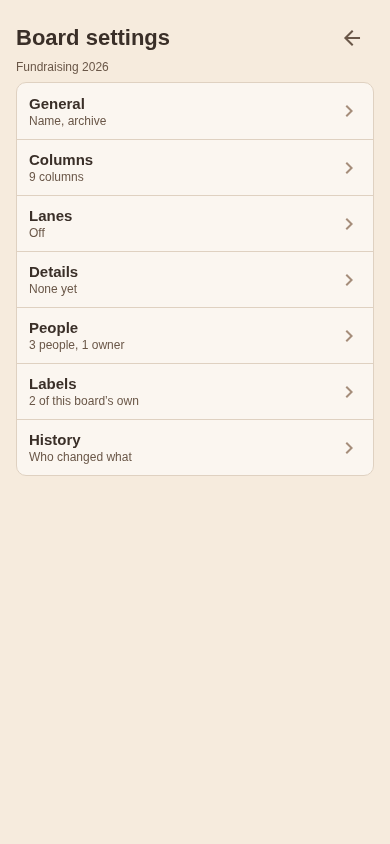 Board settings
Fundraising 2026
General
Name, archive
Columns
9 columns
Lanes
Off
Details
None yet
People
3 people, 1 owner
Labels
2 of this board's own
History
Who changed what